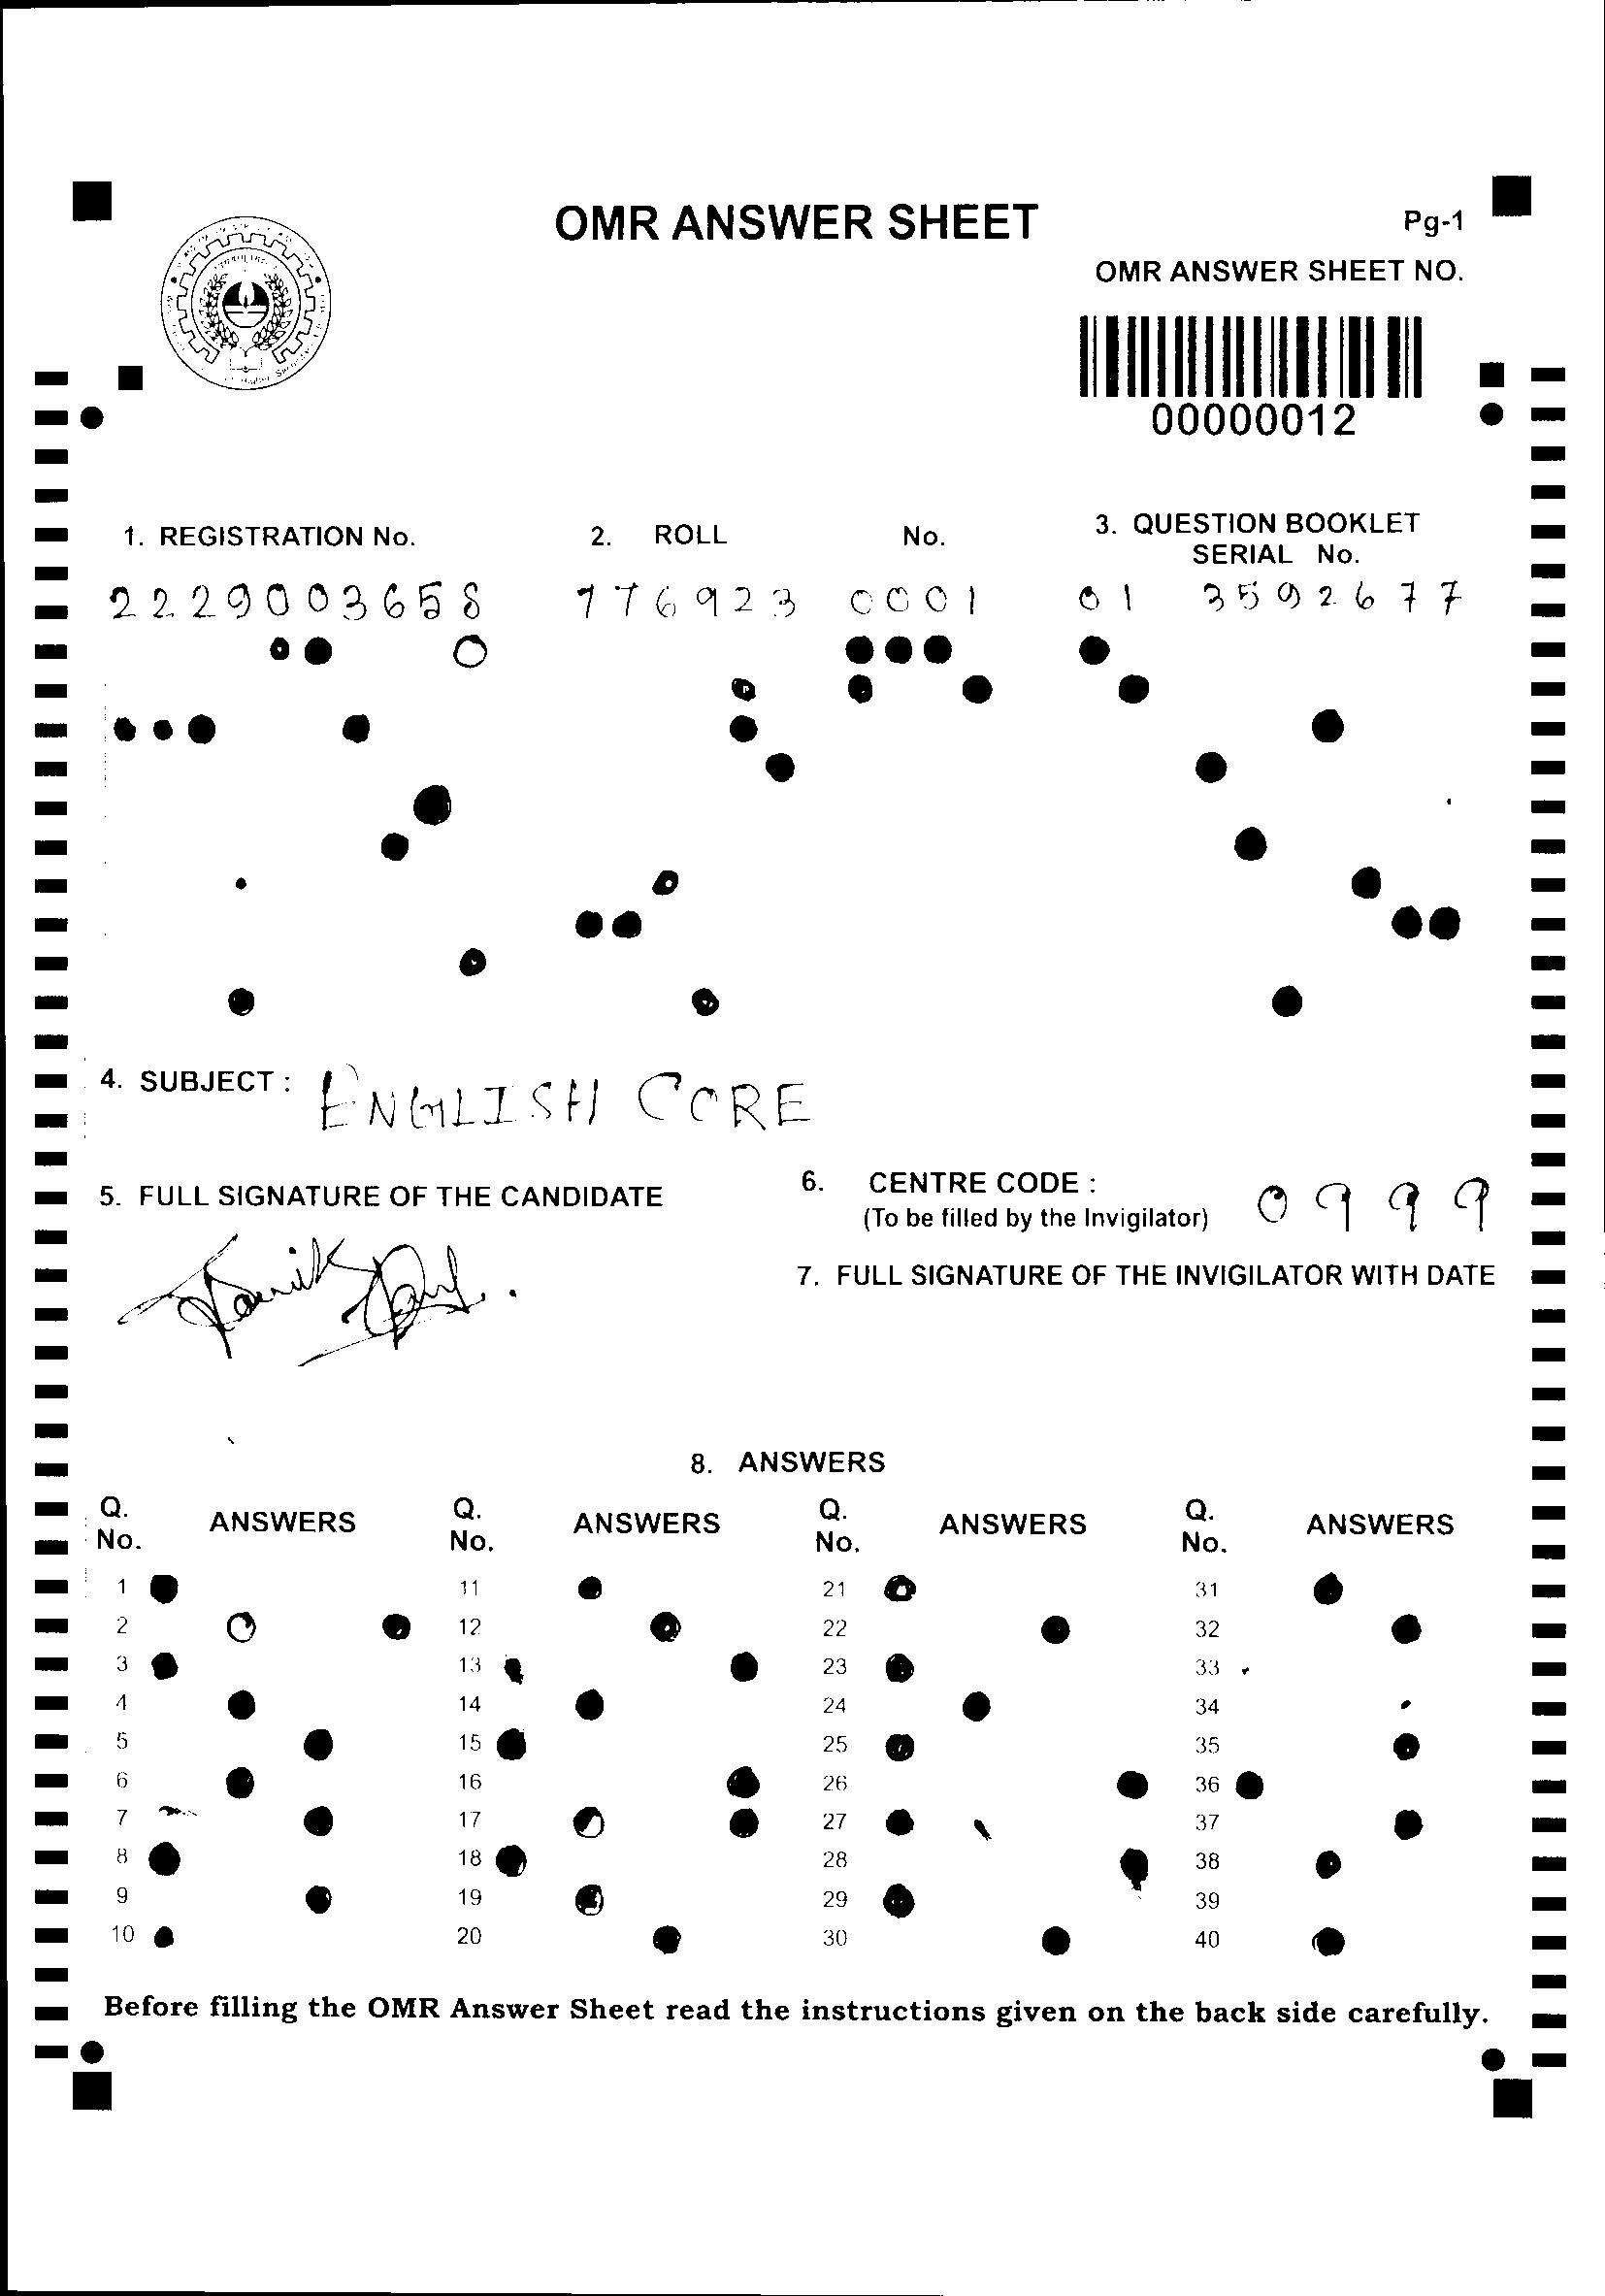 OMR ANSWER SHEET
Pg-1
OMR ANSWER SHEET NO.
00000012
1. REGISTRATION No.
2. ROLL No.
3. QUESTION BOOKLET
SERIAL No.
2229003658 776923 0001 01 3592677
4. SUBJECT : ENGLISH CORE
5. FULL SIGNATURE OF THE CANDIDATE
6. CENTRE CODE : 0999
(To be filled by the Invigilator)
7. FULL SIGNATURE OF THE INVIGILATOR WITH DATE
8. ANSWERS
Q. No. ANSWERS Q. No. ANSWERS Q. No. ANSWERS Q. No. ANSWERS
1 11 21 31
2 12 22 32
3 13 23 33
4 14 24 34
5 15 25 35
6 16 26 36
7 17 27 37
8 18 28 38
9 19 29 39
10 20 30 40
Before filling the OMR Answer Sheet read the instructions given on the back side carefully.